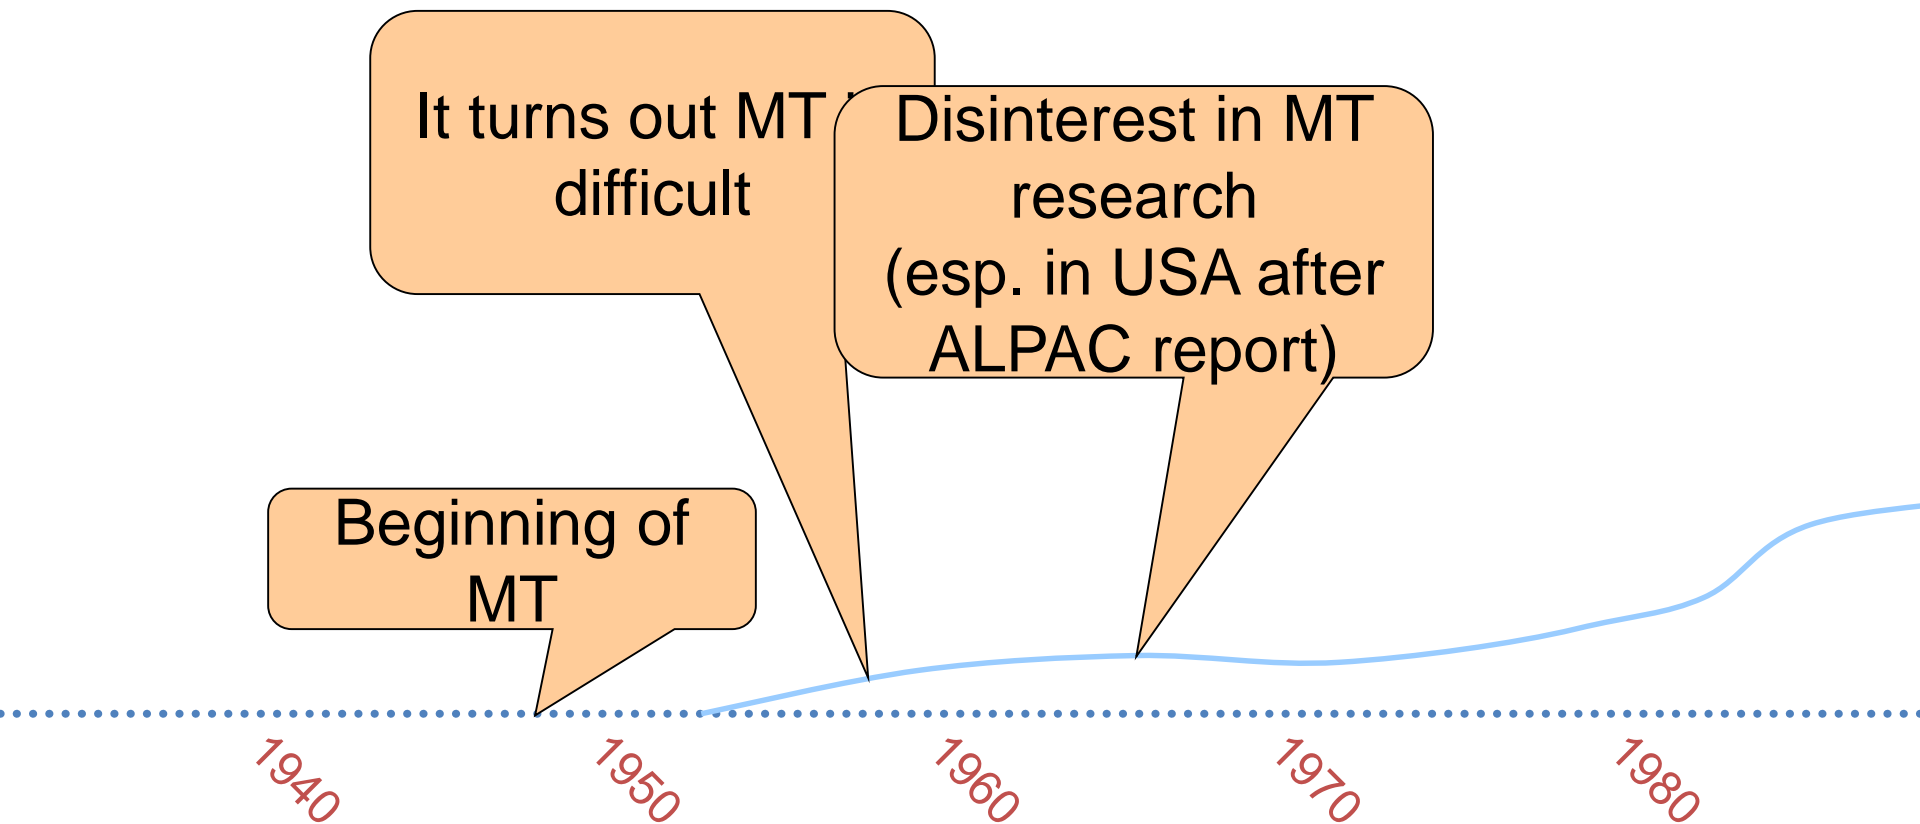 It turns out MT
difficult
Disinterest in MT
research
(esp. in USA after
ALPAC report)
Beginning of
MT
1940
1950
1960
1970
1980